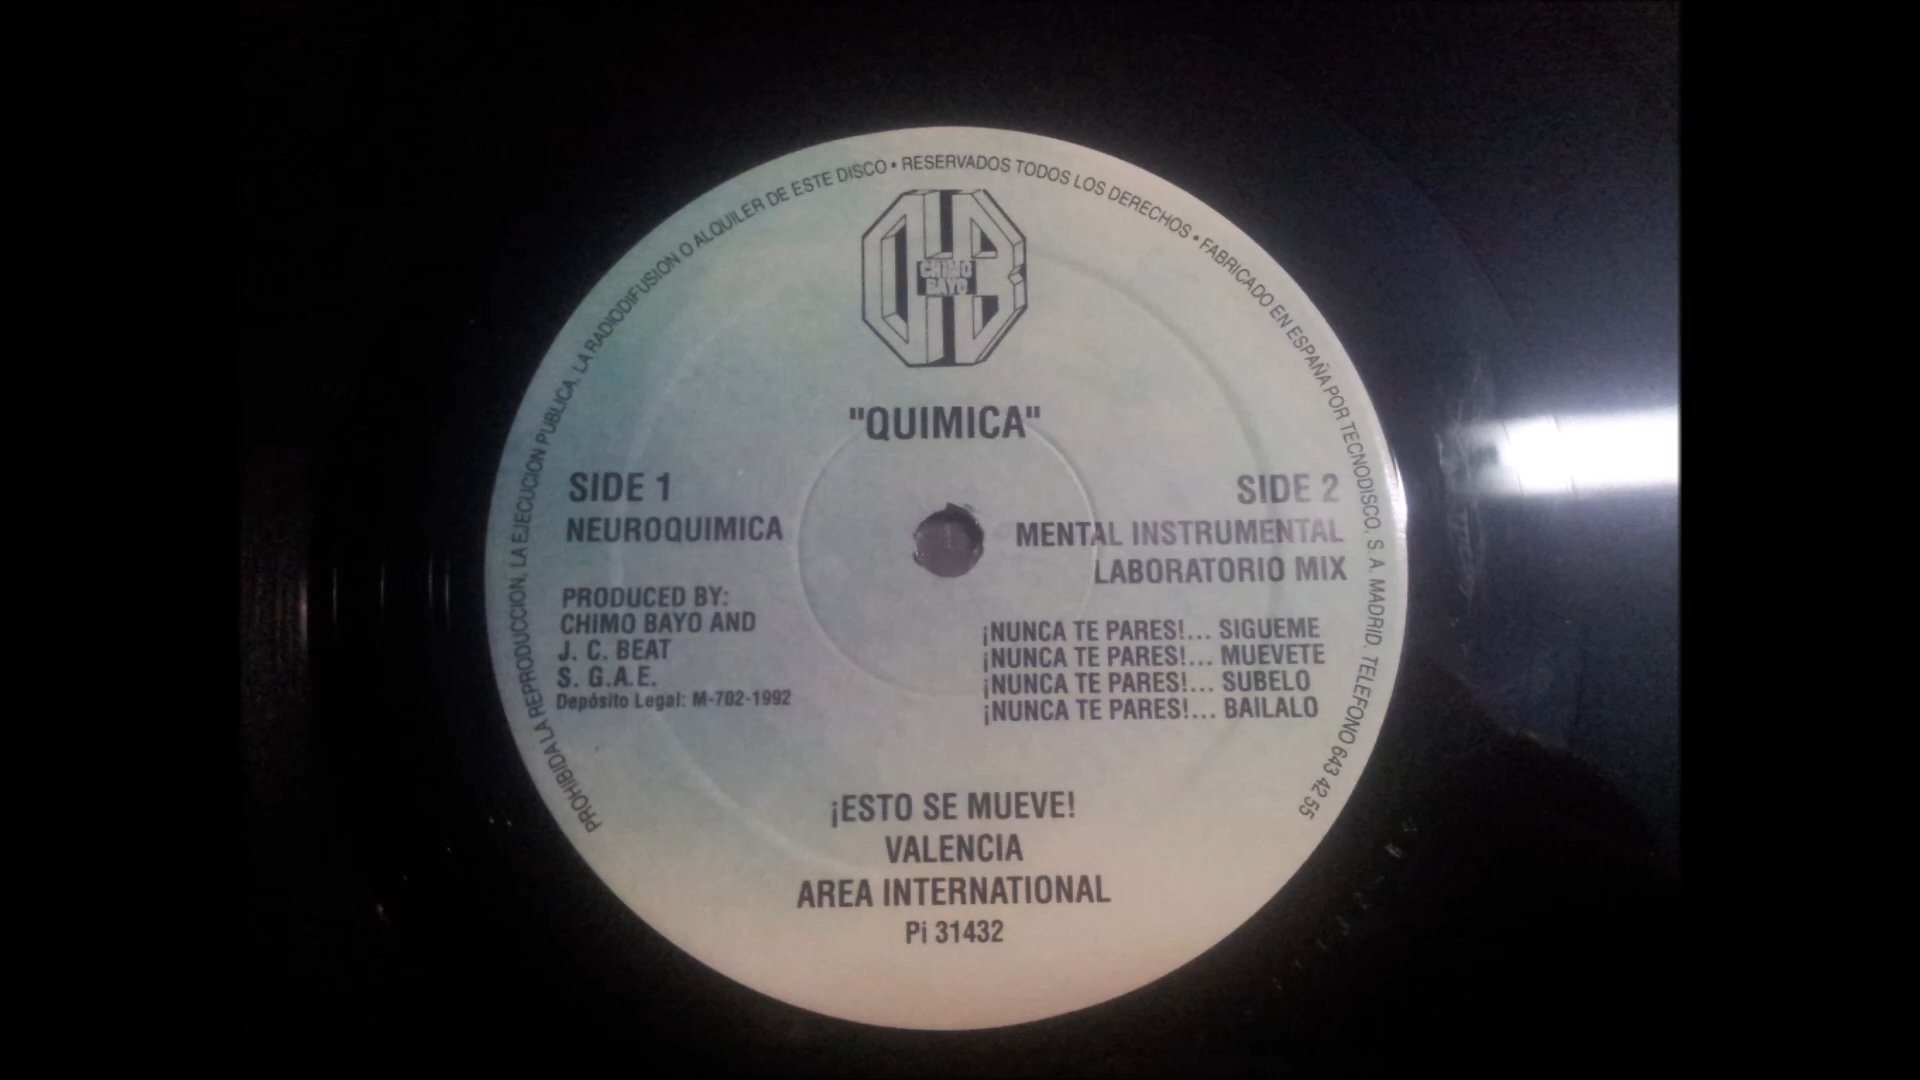 PROHIBIDA LA REPRODUCCION, LA EJECUCION PUBLICA, LA RADIODIFUSION O ALQUILER DE ESTE DISCO • RESERVADOS TODOS LOS DERECHOS • FABRICADO EN ESPAÑA POR TECNODISCO, S. A. MADRID. TELEFONO 643 42 55
CHB
CHIMO
BAYO
"QUIMICA"
SIDE 1
NEUROQUIMICA
PRODUCED BY:
CHIMO BAYO AND
J. C. BEAT
S. G.A.E.
Depósito Legal: M-702-1992
SIDE 2
MENTAL INSTRUMENTAL
LABORATORIO MIX
¡NUNCA TE PARES!... SIGUEME
¡NUNCA TE PARES!... MUEVETE
¡NUNCA TE PARES!... SUBELO
¡NUNCA TE PARES!... BAILALO
¡ESTO SE MUEVE!
VALENCIA
AREA INTERNATIONAL
Pi 31432